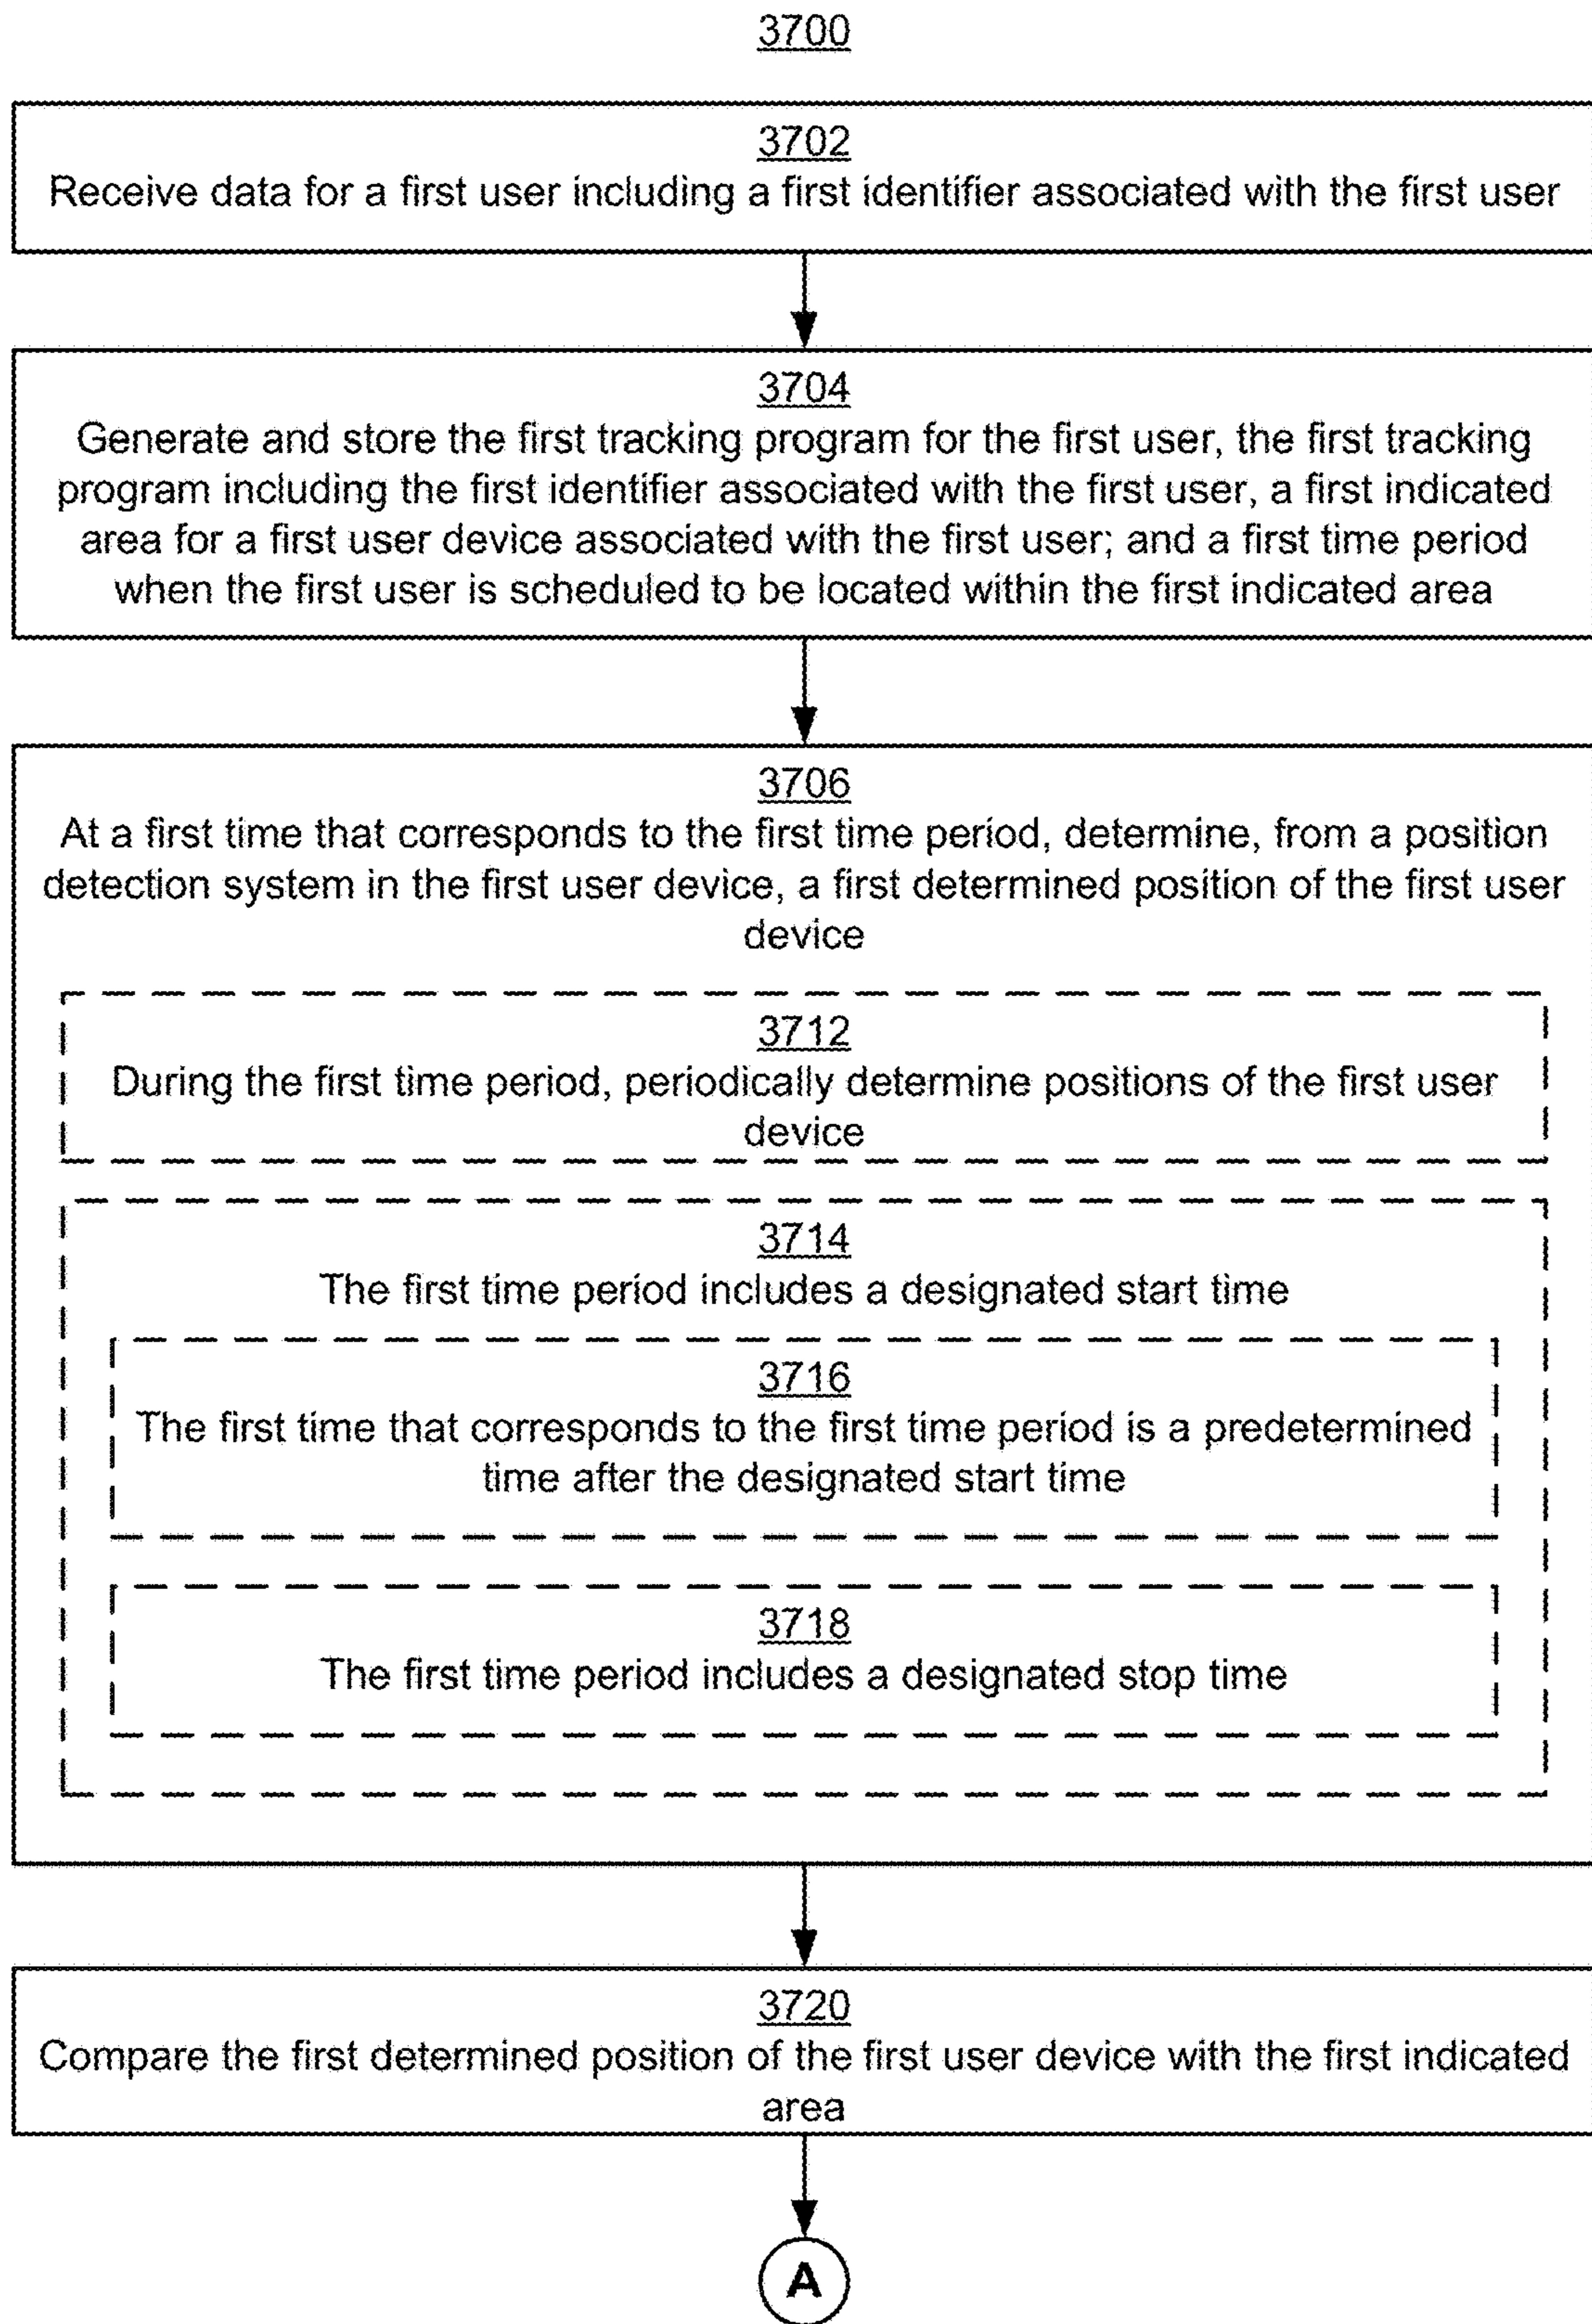 3700
3702
Receive data for a first user including a first identifier associated with the first user
3704
Generate and store the first tracking program for the first user, the first tracking
program including the first identifier associated with the first user, a first indicated
area for a first user device associated with the first user; and a first time period
when the first user is scheduled to be located within the first indicated area
3706
At a first time that corresponds to the first time period, determine, from a position
detection system in the first user device, a first determined position of the first user
device
3712
During the first time period, periodically determine positions of the first user
device
3714
The first time period includes a designated start time
3716
The first time that corresponds to the first time period is a predetermined
time after the designated start time
3718
The first time period includes a designated stop time
3720
Compare the first determined position of the first user device with the first indicated
area
A